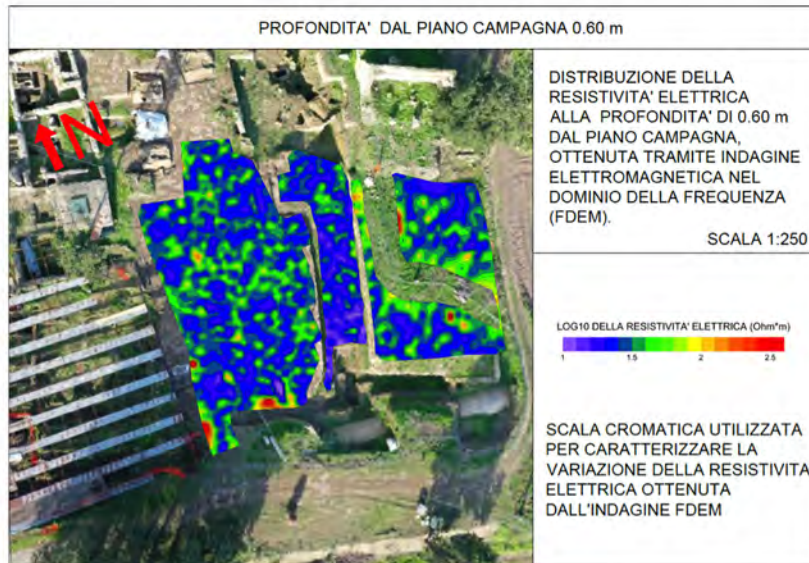 PROFONDITA' DAL PIANO CAMPAGNA 0.60 m
N
DISTRIBUZIONE DELLA
RESISTIVITA' ELETTRICA
ALLA PROFONDITA' DI 0.60 m
DAL PIANO CAMPAGNA,
OTTENUTA TRAMITE INDAGINE
ELETTROMAGNETICA NEL
DOMINIO DELLA FREQUENZA
(FDEM).
SCALA 1:250
LOG10 DELLA RESISTIVITA' ELETTRICA (Ohm*m)
1 1.5 2 2.5
SCALA CROMATICA UTILIZZATA
PER CARATTERIZZARE LA
VARIAZIONE DELLA RESISTIVITA
ELETTRICA OTTENUTA
DALL'INDAGINE FDEM